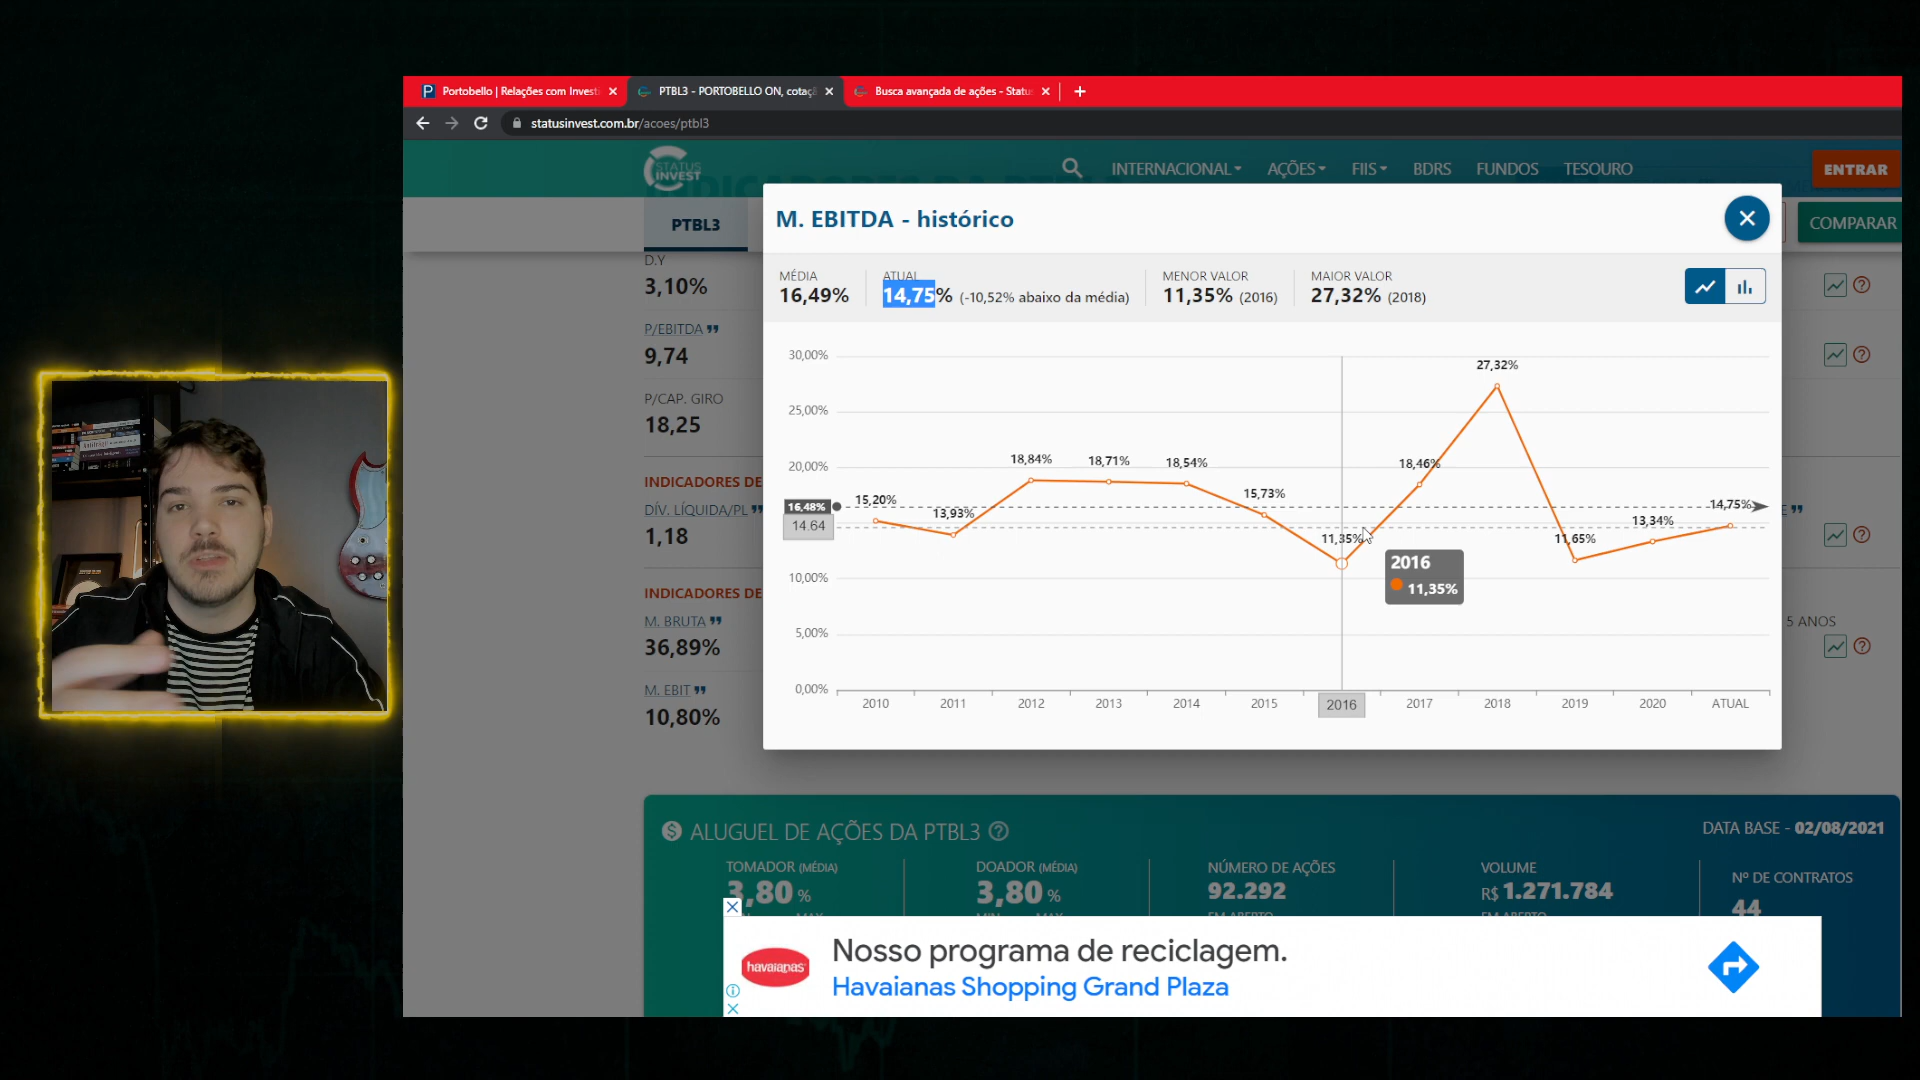 Portobello | Relações com Investi
PTBL3 - PORTOBELLO ON, cotaçã
Busca avançada de ações - Statu
statusinvest.com.br/acoes/ptbl3
STATUS
INVEST
INTERNACIONAL
AÇÕES
FIIS
BDRS
FUNDOS
TESOURO
ENTRAR
PTBL3
COMPARAR
M. EBITDA - histórico
MÉDIA
16,49%
ATUAL
14,75% (-10,52% abaixo da média)
MENOR VALOR
11,35% (2016)
MAIOR VALOR
27,32% (2018)
D.Y
3,10%
P/EBITDA
9,74
P/CAP. GIRO
18,25
INDICADORES DE
DÍV. LÍQUIDA/PL
1,18
INDICADORES DE
M. BRUTA
36,89%
M. EBIT
10,80%
5 ANOS
30,00%
25,00%
20,00%
16,48%
14.64
10,00%
5,00%
0,00%
15,20%
13,93%
18,84%
18,71%
18,54%
15,73%
11,35%
18,46%
27,32%
11,65%
13,34%
14,75%
2016
11,35%
2010
2011
2012
2013
2014
2015
2016
2017
2018
2019
2020
ATUAL
ALUGUEL DE AÇÕES DA PTBL3
DATA BASE - 02/08/2021
TOMADOR (MÉDIA)
3,80 %
DOADOR (MÉDIA)
3,80 %
NÚMERO DE AÇÕES
92.292
VOLUME
R$ 1.271.784
Nº DE CONTRATOS
44
havaianas
Nosso programa de reciclagem.
Havaianas Shopping Grand Plaza